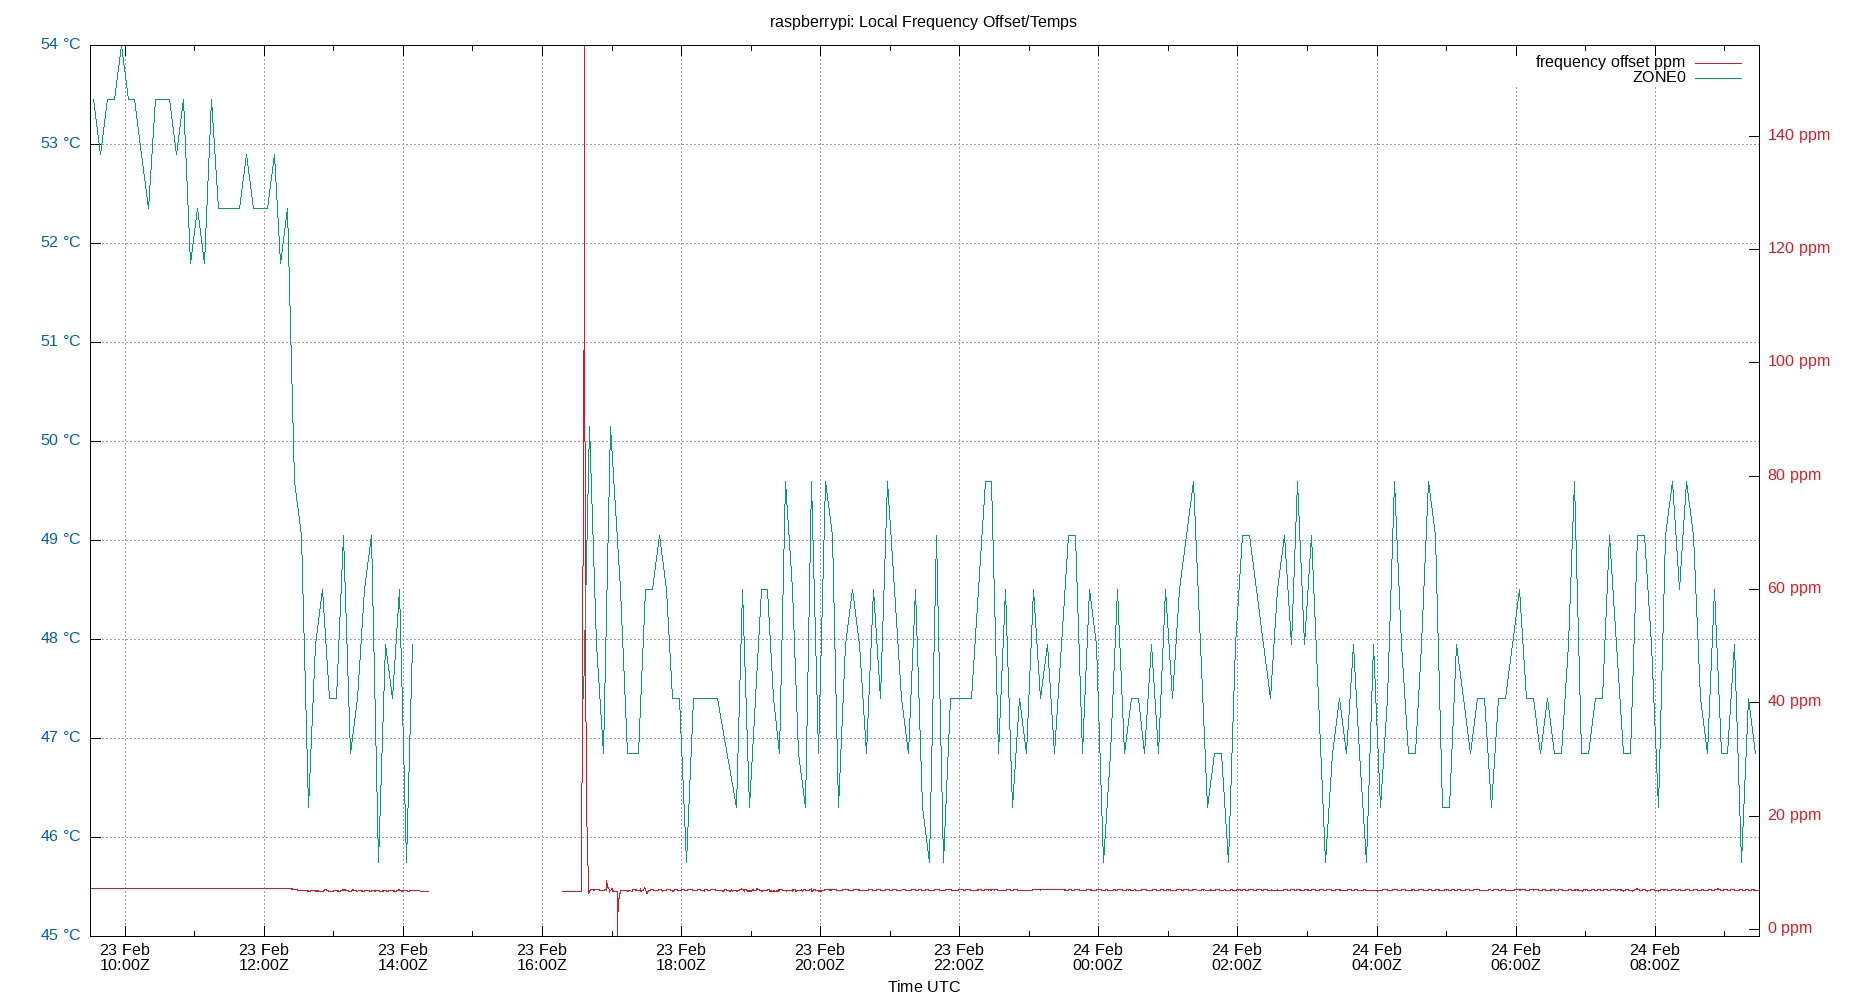 raspberrypi: Local Frequency Offset/Temps
frequency offset ppm
ZONE0
54 °C
53 °C
52 °C
51 °C
50 °C
49 °C
48 °C
47 °C
46 °C
45 °C
140 ppm
120 ppm
100 ppm
80 ppm
60 ppm
40 ppm
20 ppm
0 ppm
23 Feb 23 Feb 23 Feb 23 Feb 23 Feb 23 Feb 23 Feb 24 Feb 24 Feb 24 Feb 24 Feb 24 Feb
10:00Z 12:00Z 14:00Z 16:00Z 18:00Z 20:00Z 22:00Z 00:00Z 02:00Z 04:00Z 06:00Z 08:00Z
Time UTC